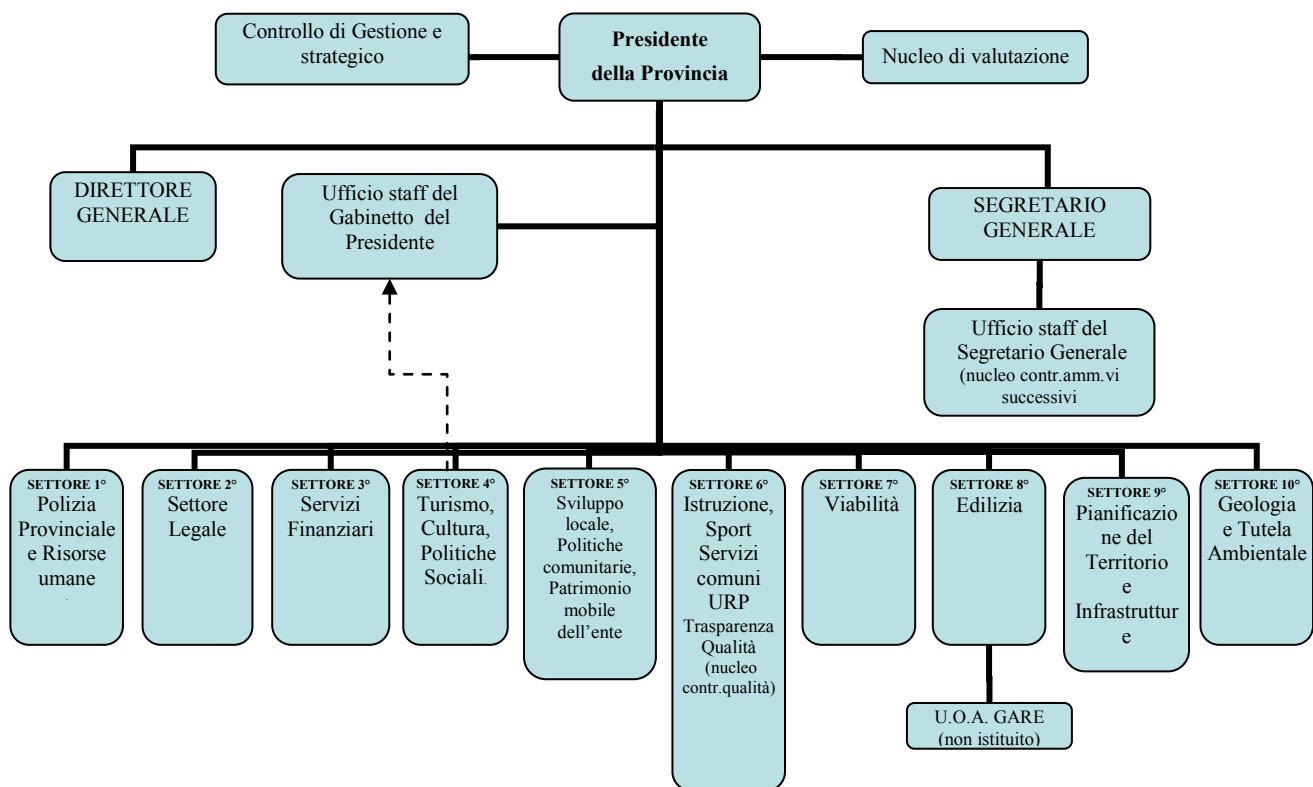 Controllo di Gestione e
strategico
Presidente
della Provincia
Nucleo di valutazione
DIRETTORE
GENERALE
Ufficio staff del
Gabinetto del
Presidente
SEGRETARIO
GENERALE
Ufficio staff del
Segretario Generale
(nucleo contr.amm.vi
successivi
SETTORE 1°
Polizia
Provinciale
e Risorse
umane
.
SETTORE 2°
Settore
Legale
SETTORE 3°
Servizi
Finanziari
SETTORE 4°
Turismo,
Cultura,
Politiche
Sociali.
SETTORE 5°
Sviluppo
locale,
Politiche
comunitarie,
Patrimonio
mobile
dell’ente
SETTORE 6°
Istruzione,
Sport
Servizi
comuni
URP
Trasparenza
Qualità
(nucleo
contr.qualità)
SETTORE 7°
Viabilità
SETTORE 8°
Edilizia
SETTORE 9°
Pianificazio
ne del
Territorio
e
Infrastruttur
e
SETTORE 10°
Geologia
e Tutela
Ambientale
U.O.A. GARE
(non istituito)